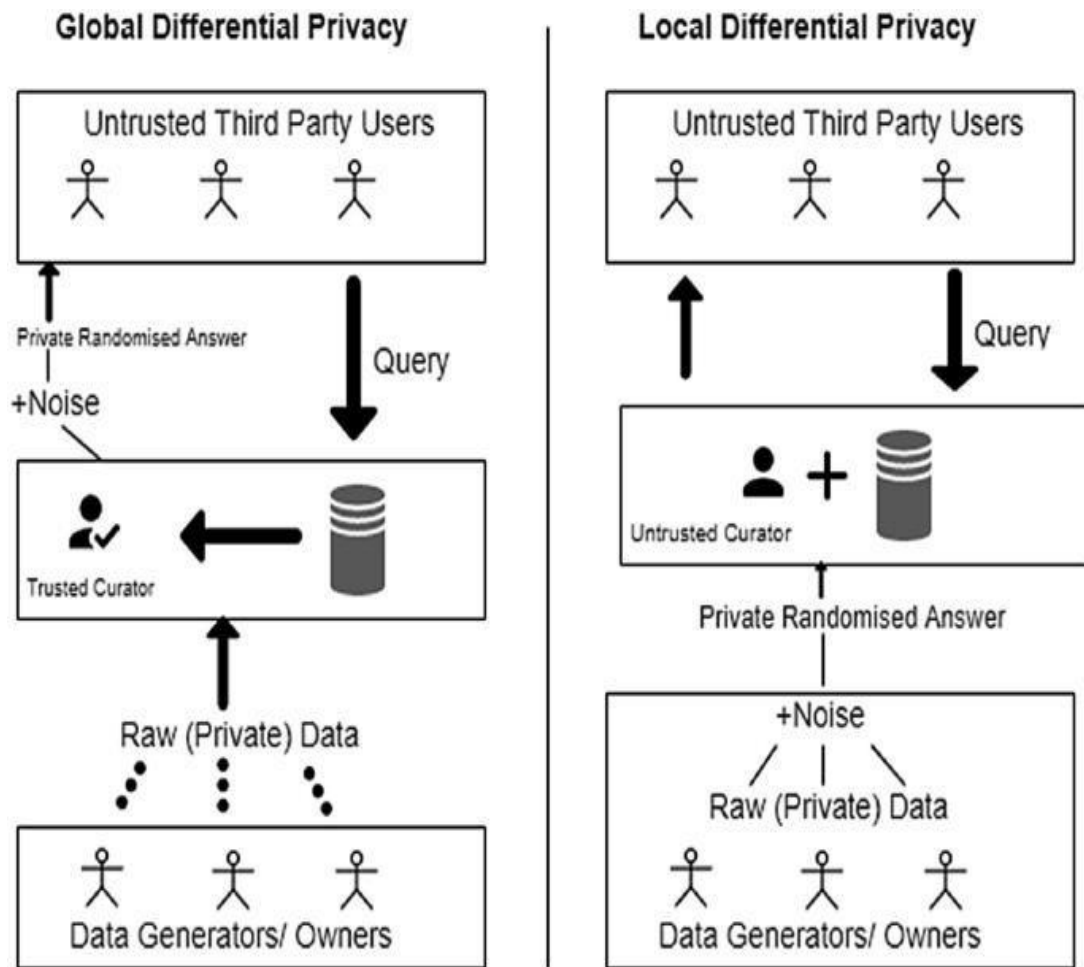 Global Differential Privacy
Untrusted Third Party Users
Private Randomised Answer
Query
+Noise
Trusted Curator
Raw (Private) Data
Data Generators/ Owners
Local Differential Privacy
Untrusted Third Party Users
Query
Untrusted Curator
Private Randomised Answer
+Noise
Raw (Private) Data
Data Generators/ Owners